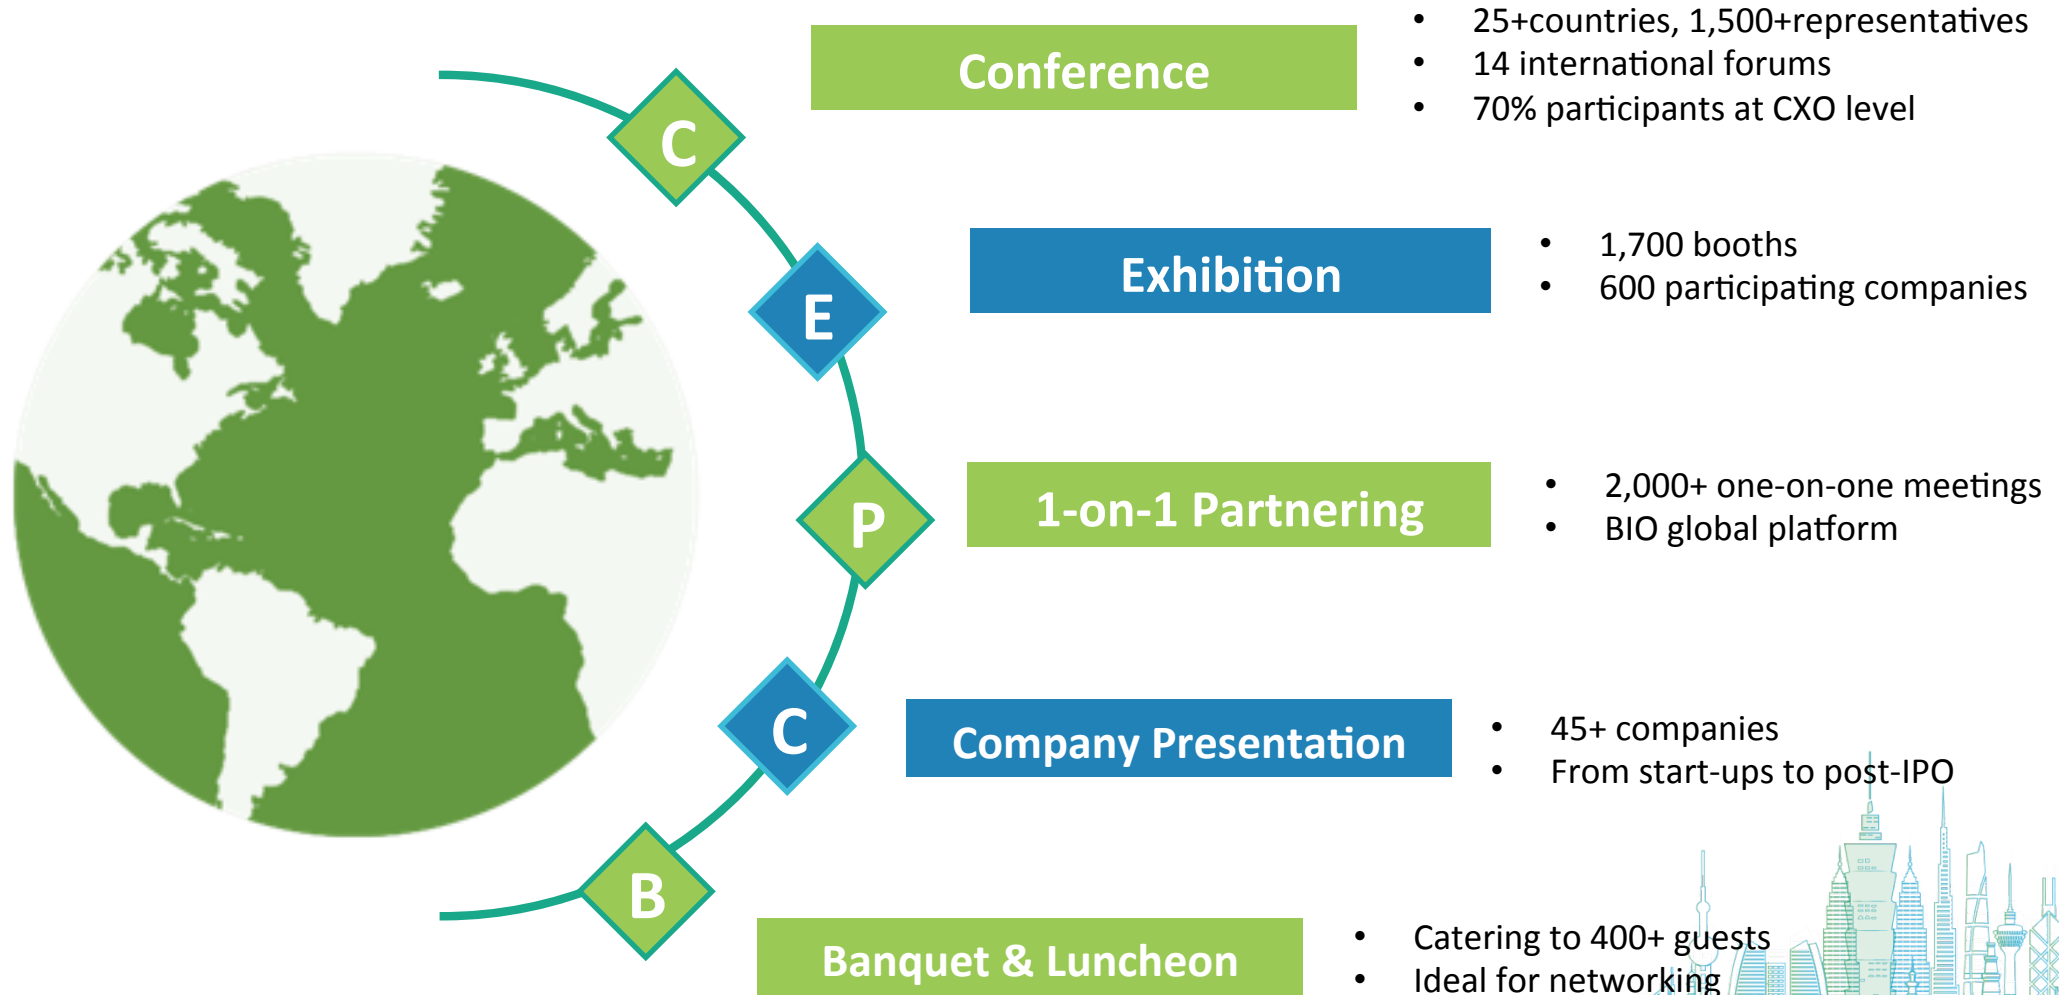 C
Conference
• 25+countries, 1,500+representatives
• 14 international forums
• 70% participants at CXO level
E
Exhibition
• 1,700 booths
• 600 participating companies
P
1-on-1 Partnering
• 2,000+ one-on-one meetings
• BIO global platform
C
Company Presentation
• 45+ companies
• From start-ups to post-IPO
B
Banquet & Luncheon
• Catering to 400+ guests
• Ideal for networking